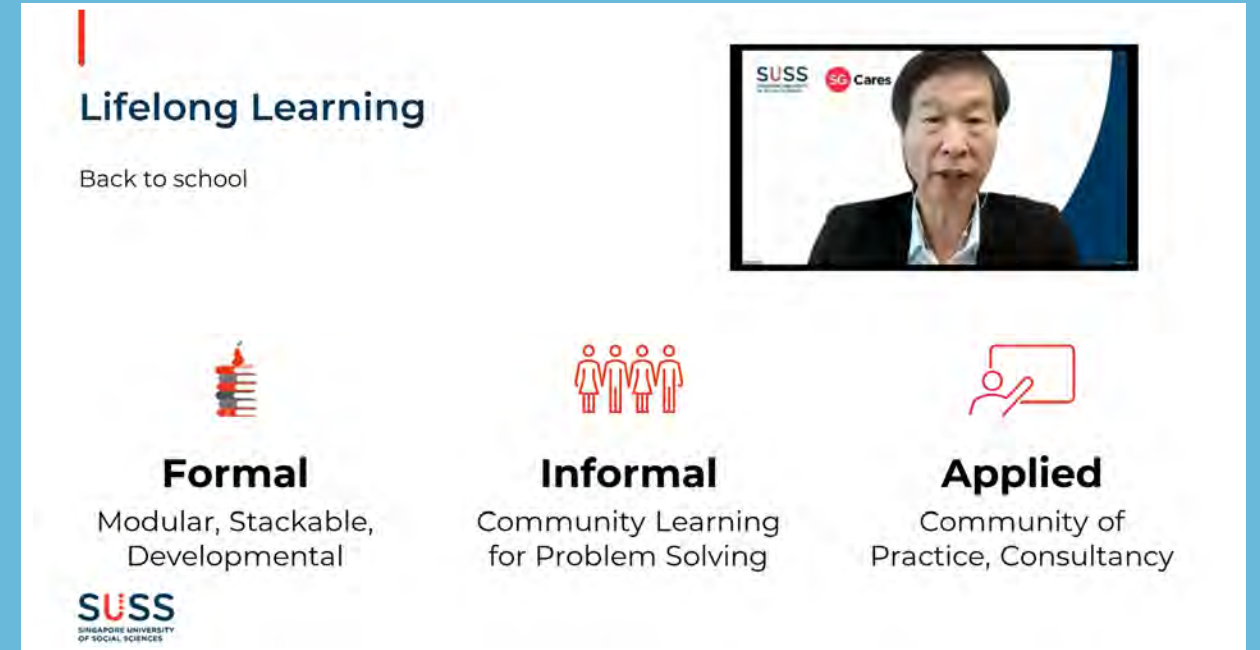 Lifelong Learning
Back to school
SUSS
SG Cares
Formal
Modular, Stackable,
Developmental
Informal
Community Learning
for Problem Solving
Applied
Community of
Practice, Consultancy
SUSS
SINGAPORE UNIVERSITY
OF SOCIAL SCIENCES